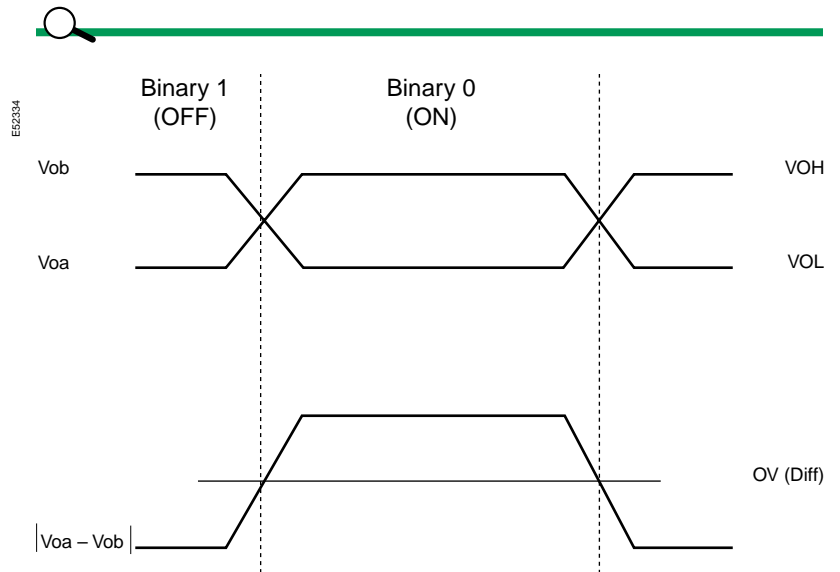 E52334
Binary 1
(OFF)
Binary 0
(ON)
Vob
VOH
Voa
VOL
OV (Diff)
|Voa – Vob|